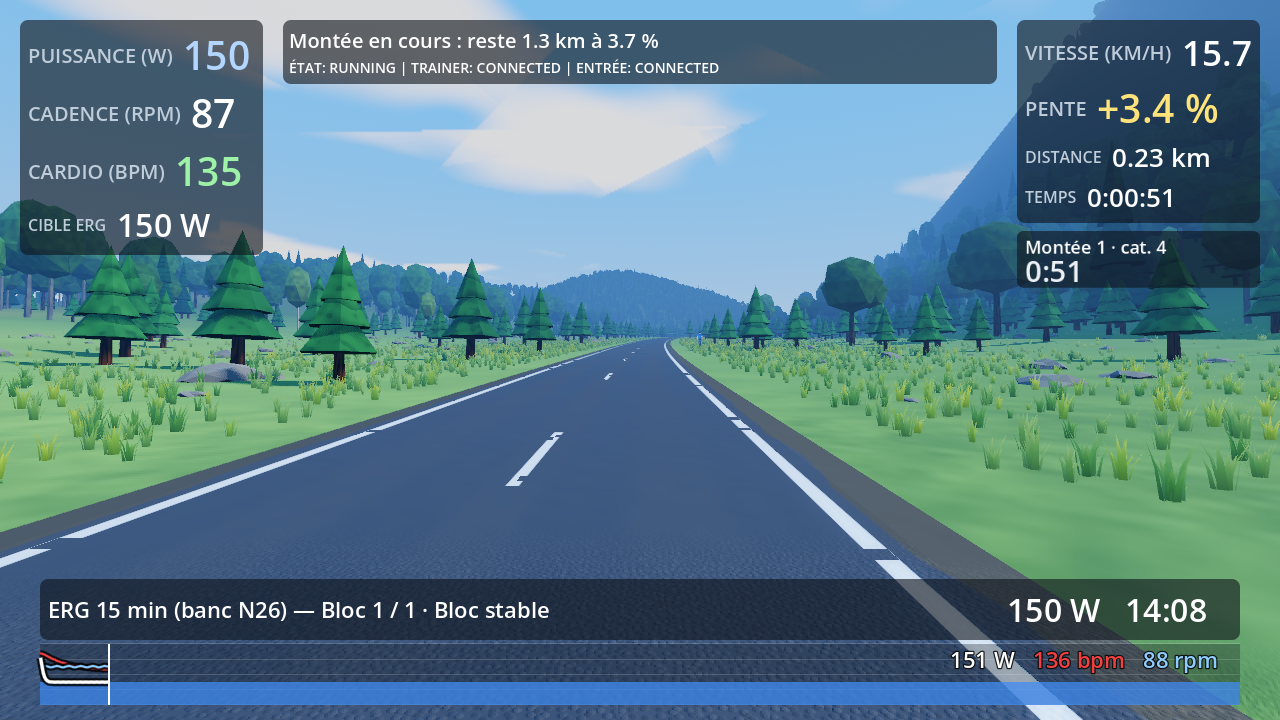 PUISSANCE (W) 150
CADENCE (RPM) 87
CARDIO (BPM) 135
CIBLE ERG 150 W
Montée en cours : reste 1.3 km à 3.7 %
ÉTAT: RUNNING | TRAINER: CONNECTED | ENTRÉE: CONNECTED
VITESSE (KM/H) 15.7
PENTE +3.4 %
DISTANCE 0.23 km
TEMPS 0:00:51
Montée 1 · cat. 4
0:51
ERG 15 min (banc N26) — Bloc 1 / 1 · Bloc stable 150 W 14:08
151 W 136 bpm 88 rpm